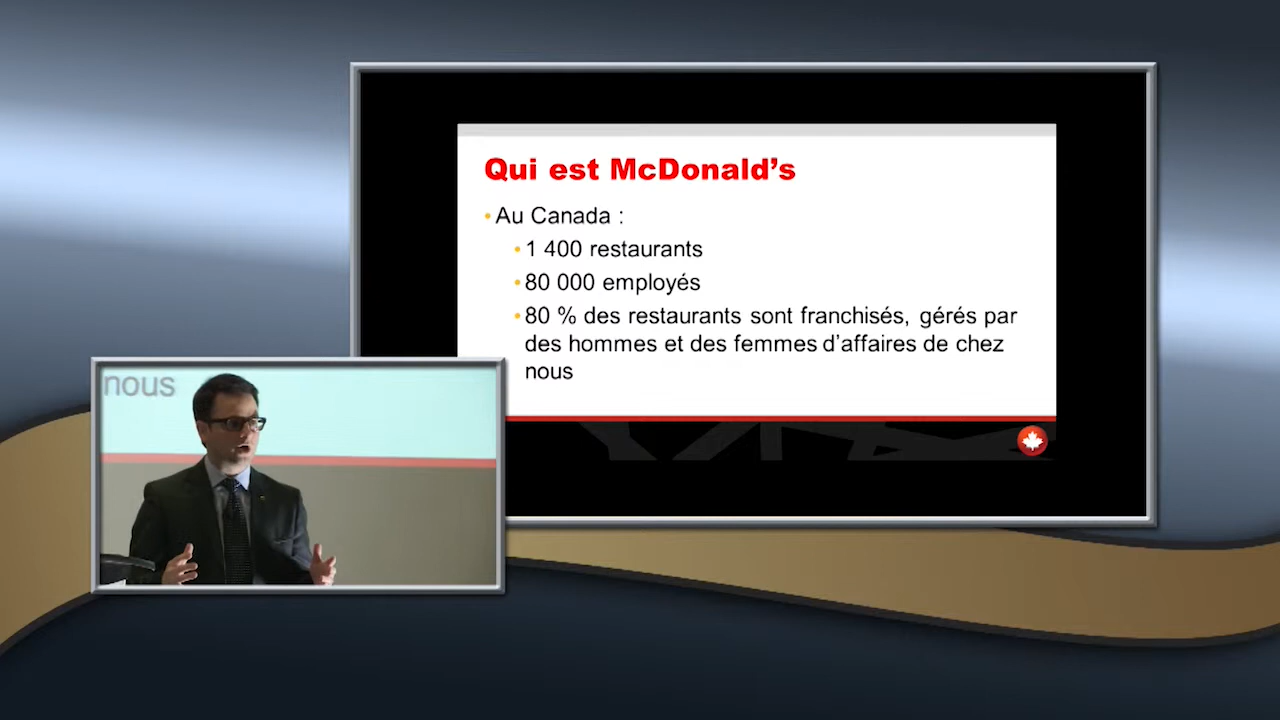 Qui est McDonald’s
• Au Canada :
• 1 400 restaurants
• 80 000 employés
• 80 % des restaurants sont franchisés, gérés par
des hommes et des femmes d’affaires de chez
nous
nous